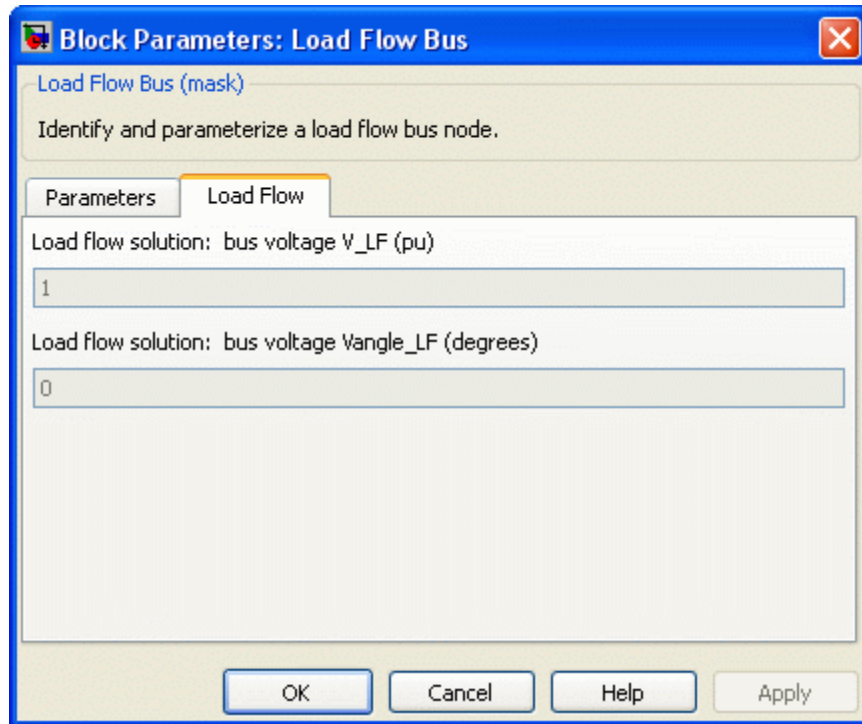 Block Parameters: Load Flow Bus
Load Flow Bus (mask)
Identify and parameterize a load flow bus node.
Parameters Load Flow
Load flow solution:  bus voltage V_LF (pu)
1
Load flow solution:  bus voltage Vangle_LF (degrees)
0
OK Cancel Help Apply